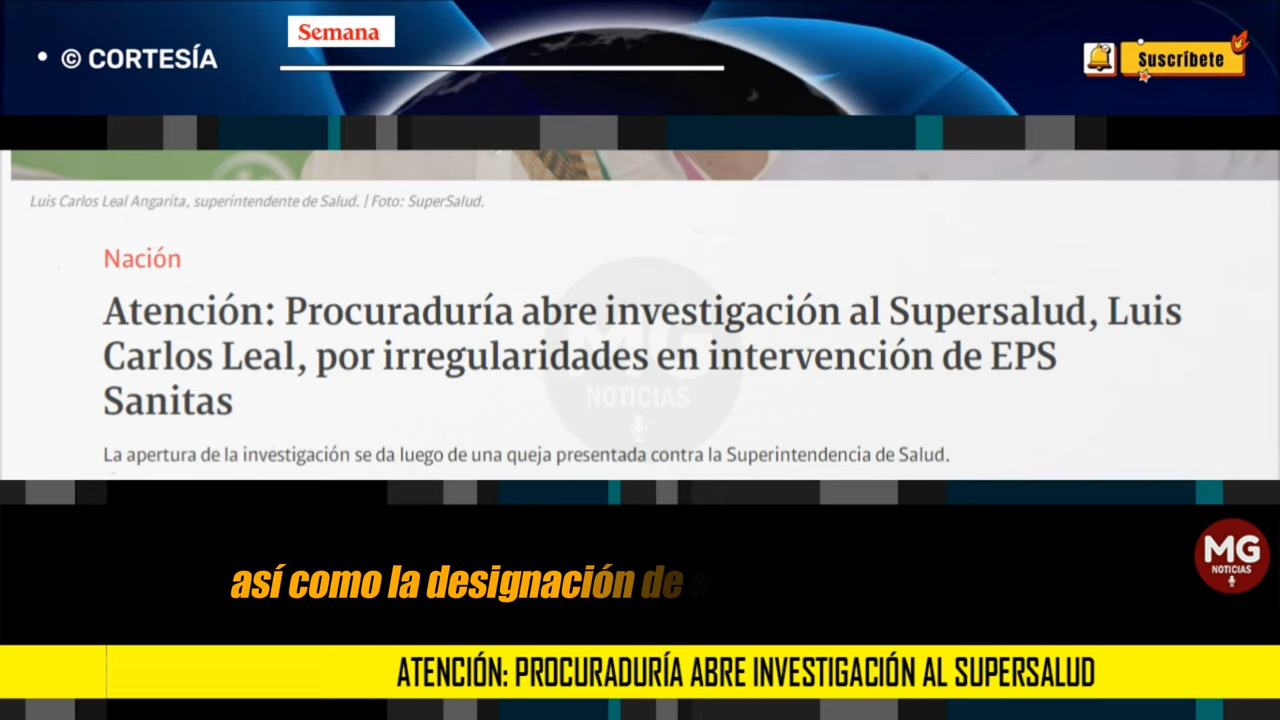 • © CORTESÍA
Semana
Suscríbete
Luis Carlos Leal Angarita, superintendente de Salud. | Foto: SuperSalud.
Nación
Atención: Procuraduría abre investigación al Supersalud, Luis
Carlos Leal, por irregularidades en intervención de EPS
Sanitas
MG
NOTICIAS
La apertura de la investigación se da luego de una queja presentada contra la Superintendencia de Salud.
así como la designación de
MG
NOTICIAS
ATENCIÓN: PROCURADURÍA ABRE INVESTIGACIÓN AL SUPERSALUD